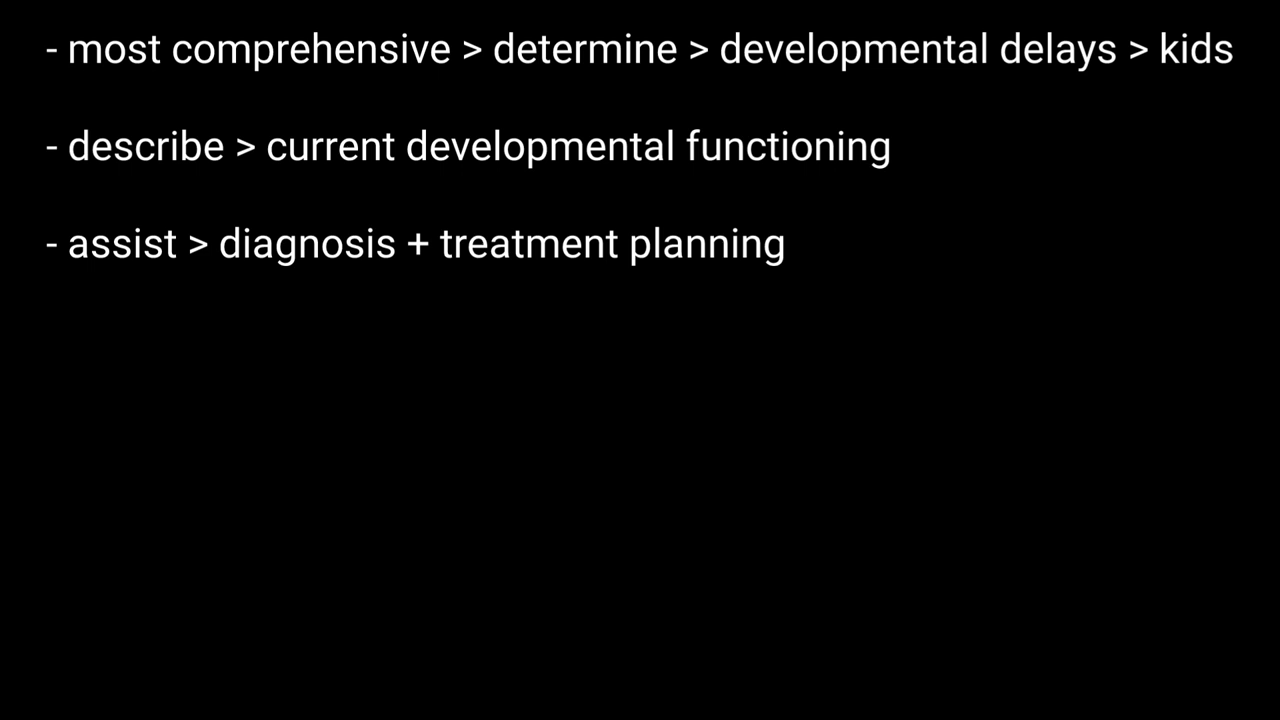 - most comprehensive > determine > developmental delays > kids
- describe > current developmental functioning
- assist > diagnosis + treatment planning